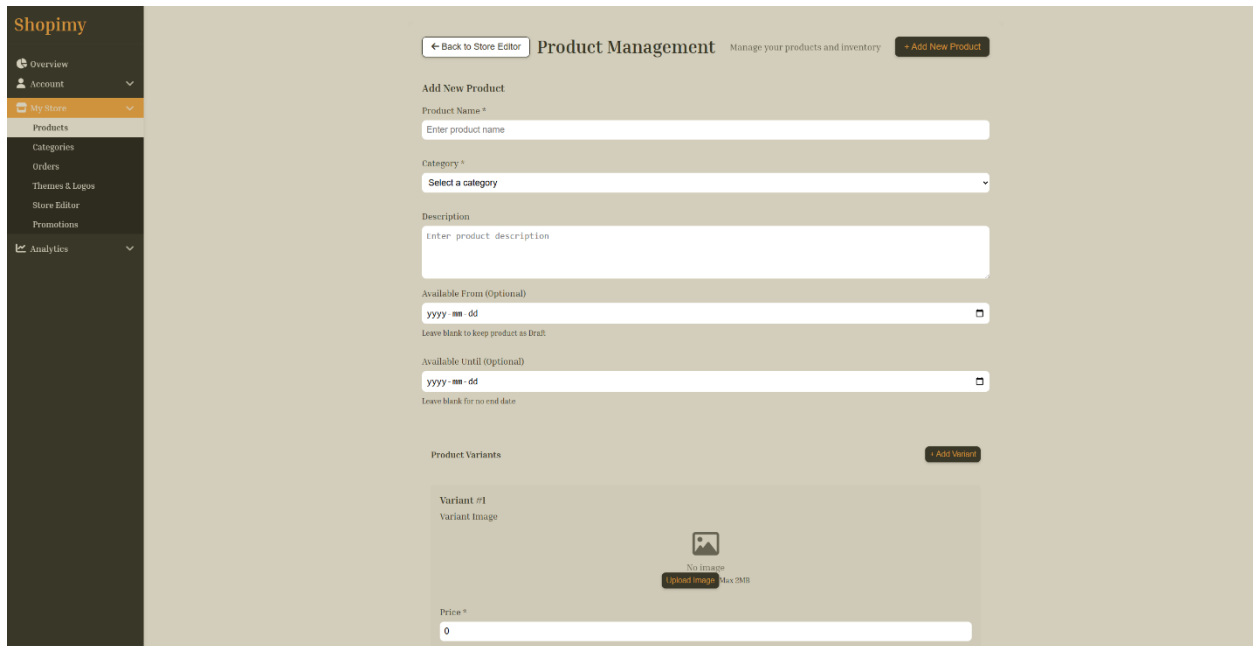 Shopimy
Overview
Account
My Store
Products
Categories
Orders
Themes & Logos
Store Editor
Promotions
Analytics
← Back to Store Editor
Product Management
Manage your products and inventory
+ Add New Product
Add New Product
Product Name *
Enter product name
Category *
Select a category
Description
Enter product description
Available From (Optional)
yyyy-mm-dd
Leave blank to keep product as Draft
Available Until (Optional)
yyyy-mm-dd
Leave blank for no end date
Product Variants
+ Add Variant
Variant #1
Variant Image
No image
Upload Image Max 2MB
Price *
0